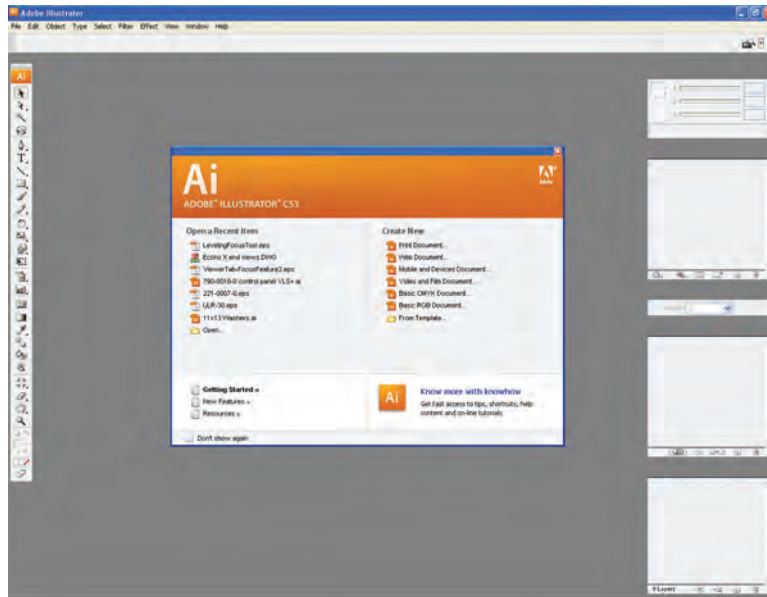 Adobe Illustrator
File Edit Object Type Select Filter Effect View Window Help
Ai
Ai
ADOBE® ILLUSTRATOR® CS3
Adobe
Open a Recent Item
LevelingFocusTool.eps
Econo X end views.DWG
ViewerTab-FocusFeature2.eps
790-0018-0 control panel VLS+.ai
221-0007-0.eps
ULR-30.eps
11x13 Washers.ai
Open...
Create New
Print Document...
Web Document...
Mobile and Devices Document...
Video and Film Document...
Basic CMYK Document...
Basic RGB Document...
From Template...
Getting Started »
New Features »
Resources »
Ai
Know more with knowhow
Get fast access to tips, shortcuts, help
content and on-line tutorials
Don't show again